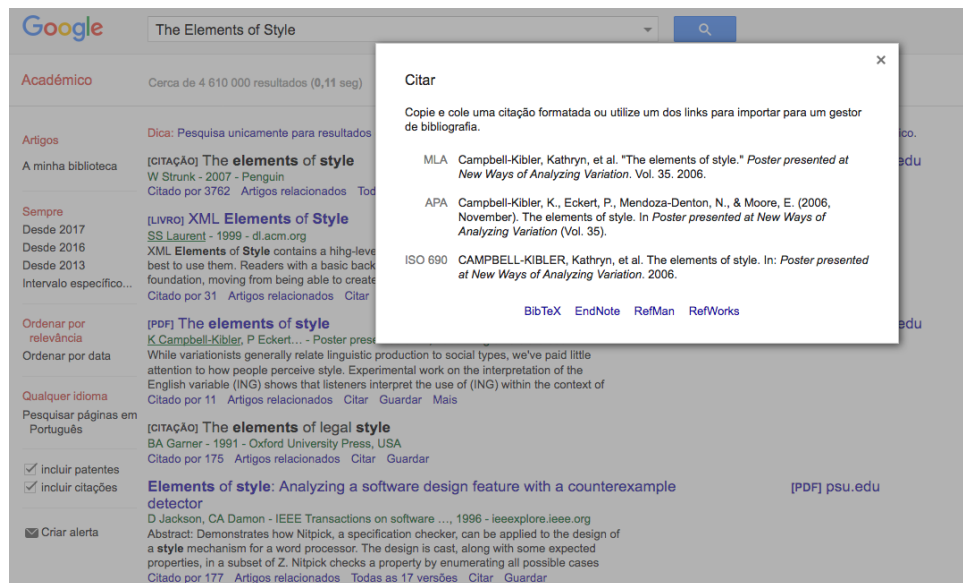 Google
The Elements of Style
Académico
Cerca de 4 610 000 resultados (0,11 seg)
Artigos
A minha biblioteca
Sempre
Desde 2017
Desde 2016
Desde 2013
Intervalo específico...
Ordenar por
relevância
Ordenar por data
Qualquer idioma
Pesquisar páginas em
Português
incluir patentes
incluir citações
Criar alerta
Dica: Pesquisa unicamente para resultados
[CITAÇÃO] The elements of style
W Strunk - 2007 - Penguin
Citado por 3762 Artigos relacionados
[LIVRO] XML Elements of Style
SS Laurent - 1999 - dl.acm.org
XML Elements of Style contains a hihg-leve
best to use them. Readers with a basic back
foundation, moving from being able to create
Citado por 31 Artigos relacionados Citar
[PDF] The elements of style
K Campbell-Kibler, P Eckert... - Poster prese
While variationists generally relate linguistic production to social types, we've paid little
attention to how people perceive style. Experimental work on the interpretation of the
English variable (ING) shows that listeners interpret the use of (ING) within the context of
Citado por 11 Artigos relacionados Citar Guardar Mais
[CITAÇÃO] The elements of legal style
BA Garner - 1991 - Oxford University Press, USA
Citado por 175 Artigos relacionados Citar Guardar
Elements of style: Analyzing a software design feature with a counterexample
detector
[PDF] psu.edu
D Jackson, CA Damon - IEEE Transactions on software ..., 1996 - ieeexplore.ieee.org
Abstract: Demonstrates how Nitpick, a specification checker, can be applied to the design of
a style mechanism for a word processor. The design is cast, along with some expected
properties, in a subset of Z. Nitpick checks a property by enumerating all possible cases
Citado por 177 Artigos relacionados Todas as 17 versões Citar Guardar
×
Citar
Copie e cole uma citação formatada ou utilize um dos links para importar para um gestor
de bibliografia.
MLA Campbell-Kibler, Kathryn, et al. "The elements of style." Poster presented at
New Ways of Analyzing Variation. Vol. 35. 2006.
APA Campbell-Kibler, K., Eckert, P., Mendoza-Denton, N., & Moore, E. (2006,
November). The elements of style. In Poster presented at New Ways of
Analyzing Variation (Vol. 35).
ISO 690 CAMPBELL-KIBLER, Kathryn, et al. The elements of style. In: Poster presented
at New Ways of Analyzing Variation. 2006.
BibTeX EndNote RefMan RefWorks